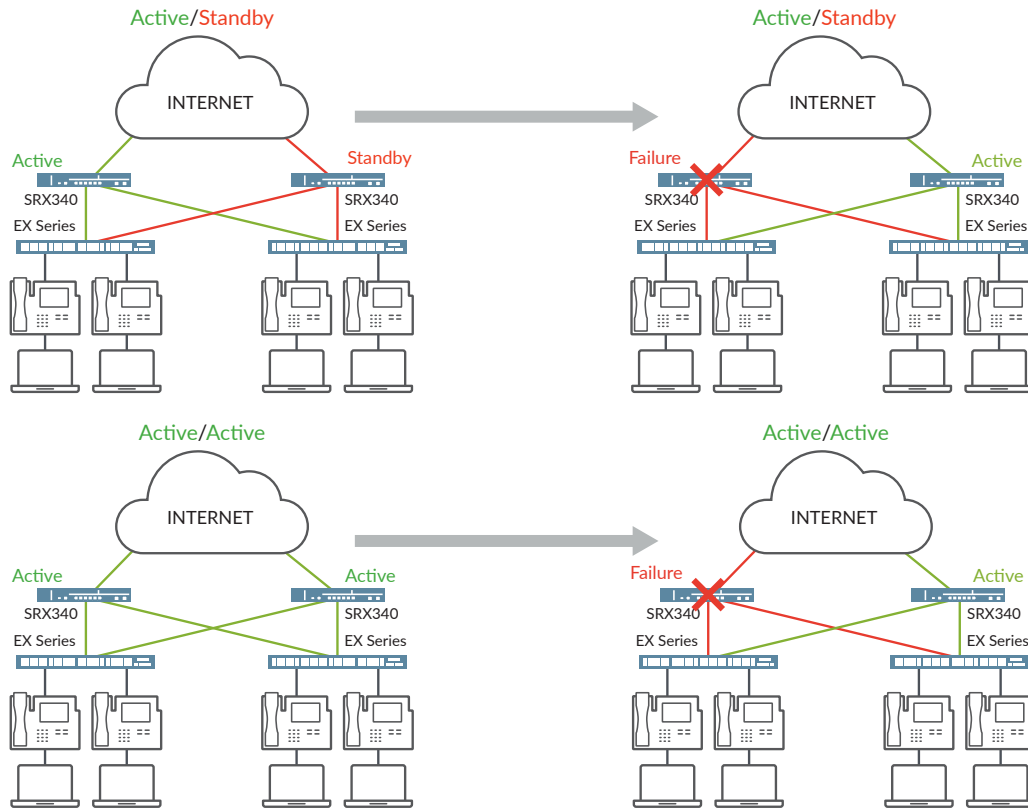 Active/Standby
INTERNET
Active
Standby
SRX340
SRX340
EX Series
EX Series
Active/Standby
INTERNET
Failure
Active
SRX340
SRX340
EX Series
EX Series
Active/Active
INTERNET
Active
Active
SRX340
SRX340
EX Series
EX Series
Active/Active
INTERNET
Failure
Active
SRX340
SRX340
EX Series
EX Series